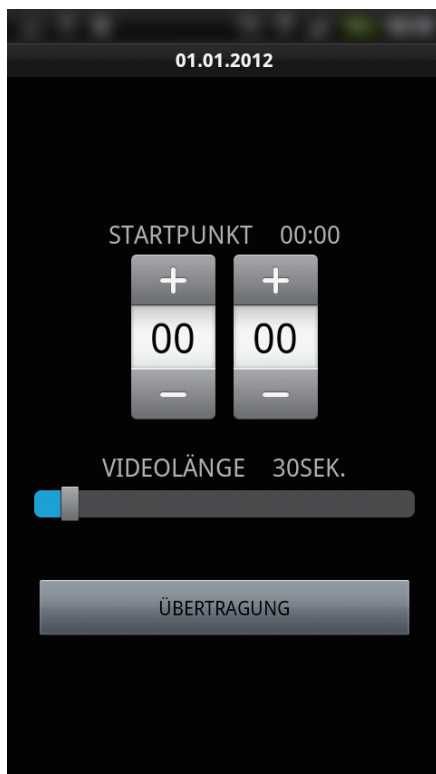 01.01.2012
STARTPUNKT 00:00
+ +
00 00
− −
VIDEOLÄNGE 30SEK.
ÜBERTRAGUNG